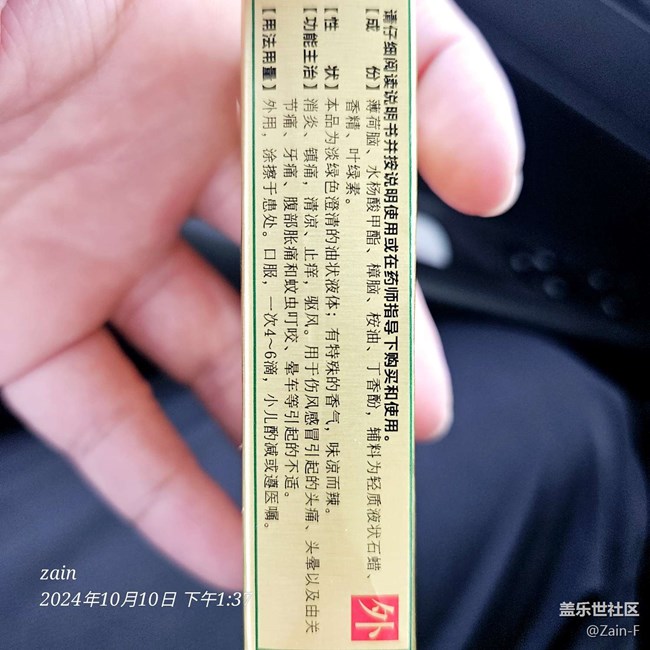 请仔细阅读说明书并按说明使用或在药师指导下购买和使用。
【成 份】薄荷脑、水杨酸甲酯、樟脑、桉油、丁香酚，辅料为轻质液状石蜡、
香精、叶绿素。
【性 状】本品为淡绿色澄清的油状液体；有特殊的香气，味凉而辣。
【功能主治】消炎、镇痛，清凉、止痒，驱风。用于伤风感冒引起的头痛、头晕以及由关
节痛、牙痛、腹部胀痛和蚊虫叮咬、晕车等引起的不适。
【用法用量】外用，涂擦于患处。口服，一次4~6滴，小儿酌减或遵医嘱。
外
zain
2024年10月10日 下午1:37
盖乐世社区
@Zain-F